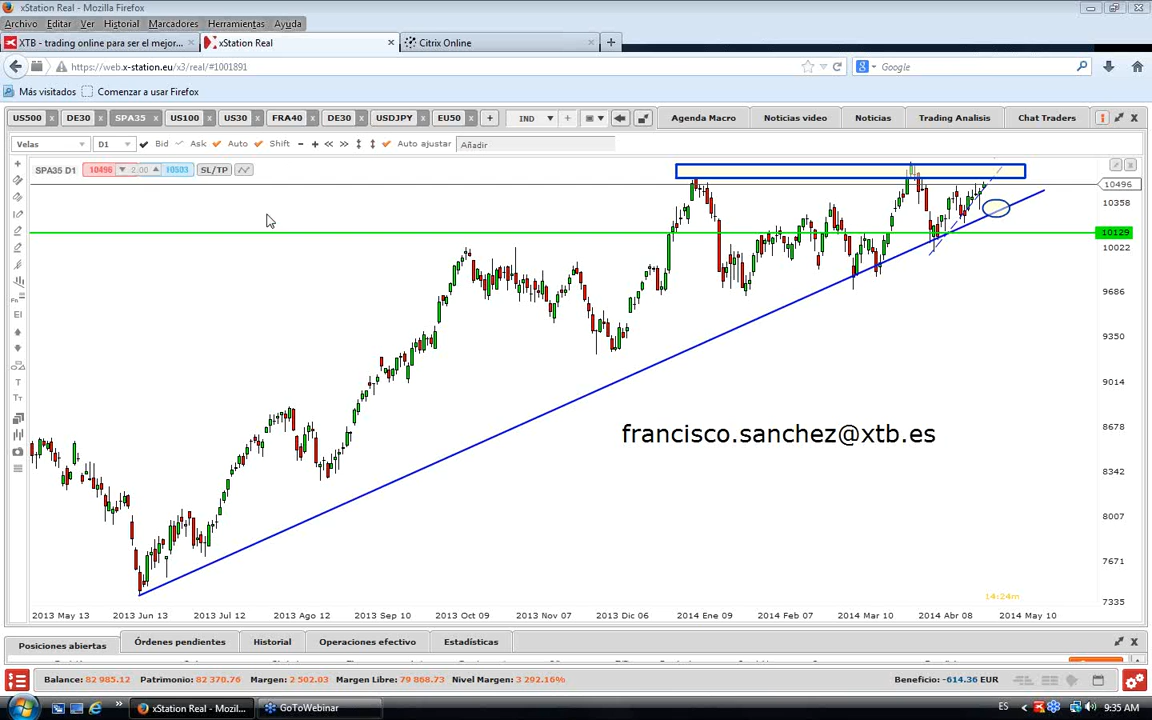 xStation Real - Mozilla Firefox
Archivo Editar Ver Historial Marcadores Herramientas Ayuda
XTB - trading online para ser el mejor... × xStation Real × Citrix Online × +
https://web.x-station.eu/x3/real/#1001891 Google
Más visitados Comenzar a usar Firefox
US500 x DE30 x SPA35 x US100 x US30 x FRA40 x DE30 x USDJPY x EU50 x + IND Agenda Macro Noticias video Noticias Trading Analisis Chat Traders
Velas D1 Bid Ask Auto Shift Auto ajustar Añadir
SPA35 D1 10496 2.00 10503 SL/TP
10496
10358
10129
10022
9686
9350
9014
francisco.sanchez@xtb.es
8678
8342
8007
7671
14:24m
7335
2013 May 13 2013 Jun 13 2013 Jul 12 2013 Ago 12 2013 Sep 10 2013 Oct 09 2013 Nov 07 2013 Dic 06 2014 Ene 09 2014 Feb 07 2014 Mar 10 2014 Abr 08 2014 May 10
Posiciones abiertas Órdenes pendientes Historial Operaciones efectivo Estadísticas
Balance: 82 985.12 Patrimonio: 82 370.76 Margen: 2 502.03 Margen Libre: 79 868.73 Nivel Margen: 3 292.16% Beneficio: -614.36 EUR
xStation Real - Mozil... GoToWebinar ES 9:35 AM